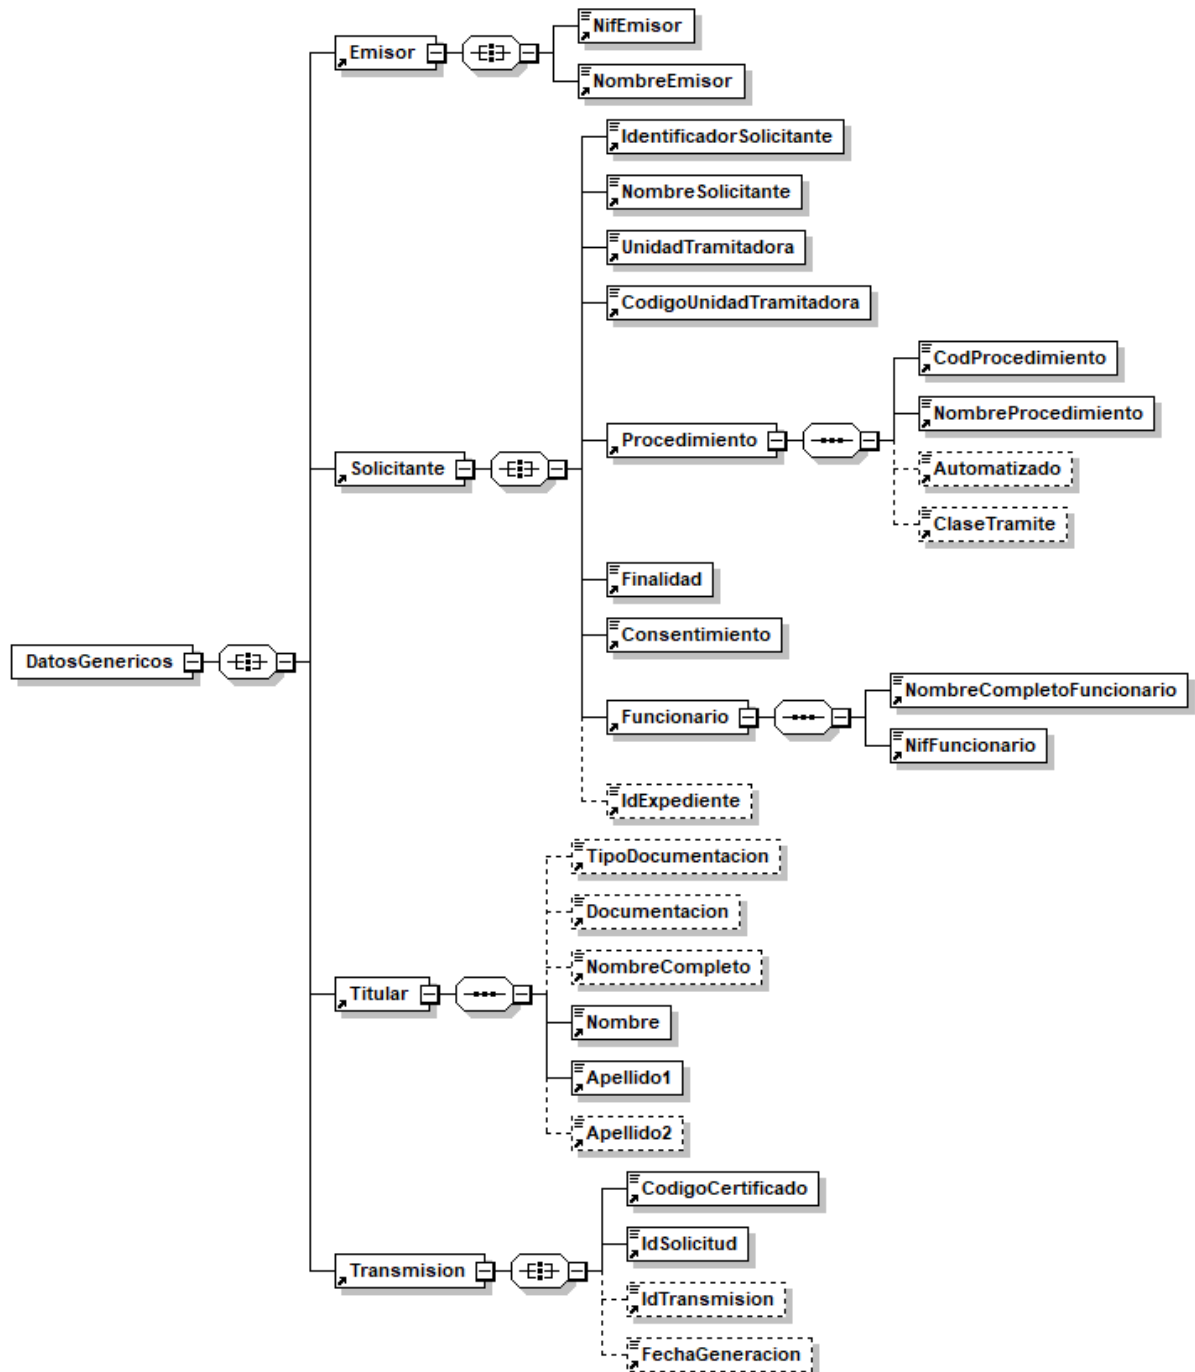 NifEmisor
Emisor
NombreEmisor
IdentificadorSolicitante
NombreSolicitante
UnidadTramitadora
CodigoUnidadTramitadora
CodProcedimiento
NombreProcedimiento
Procedimiento
Automatizado
Solicitante
ClaseTramite
Finalidad
Consentimiento
DatosGenericos
NombreCompletoFuncionario
Funcionario
NifFuncionario
IdExpediente
TipoDocumentacion
Documentacion
NombreCompleto
Titular
Nombre
Apellido1
Apellido2
CodigoCertificado
IdSolicitud
Transmision
IdTransmision
FechaGeneracion